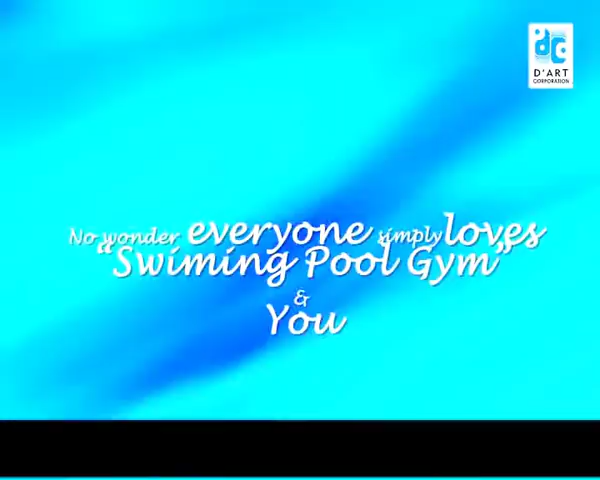 D'ART
CORPORATION
No wonder everyone simply loves
“Swiming Pool Gym”
&
You